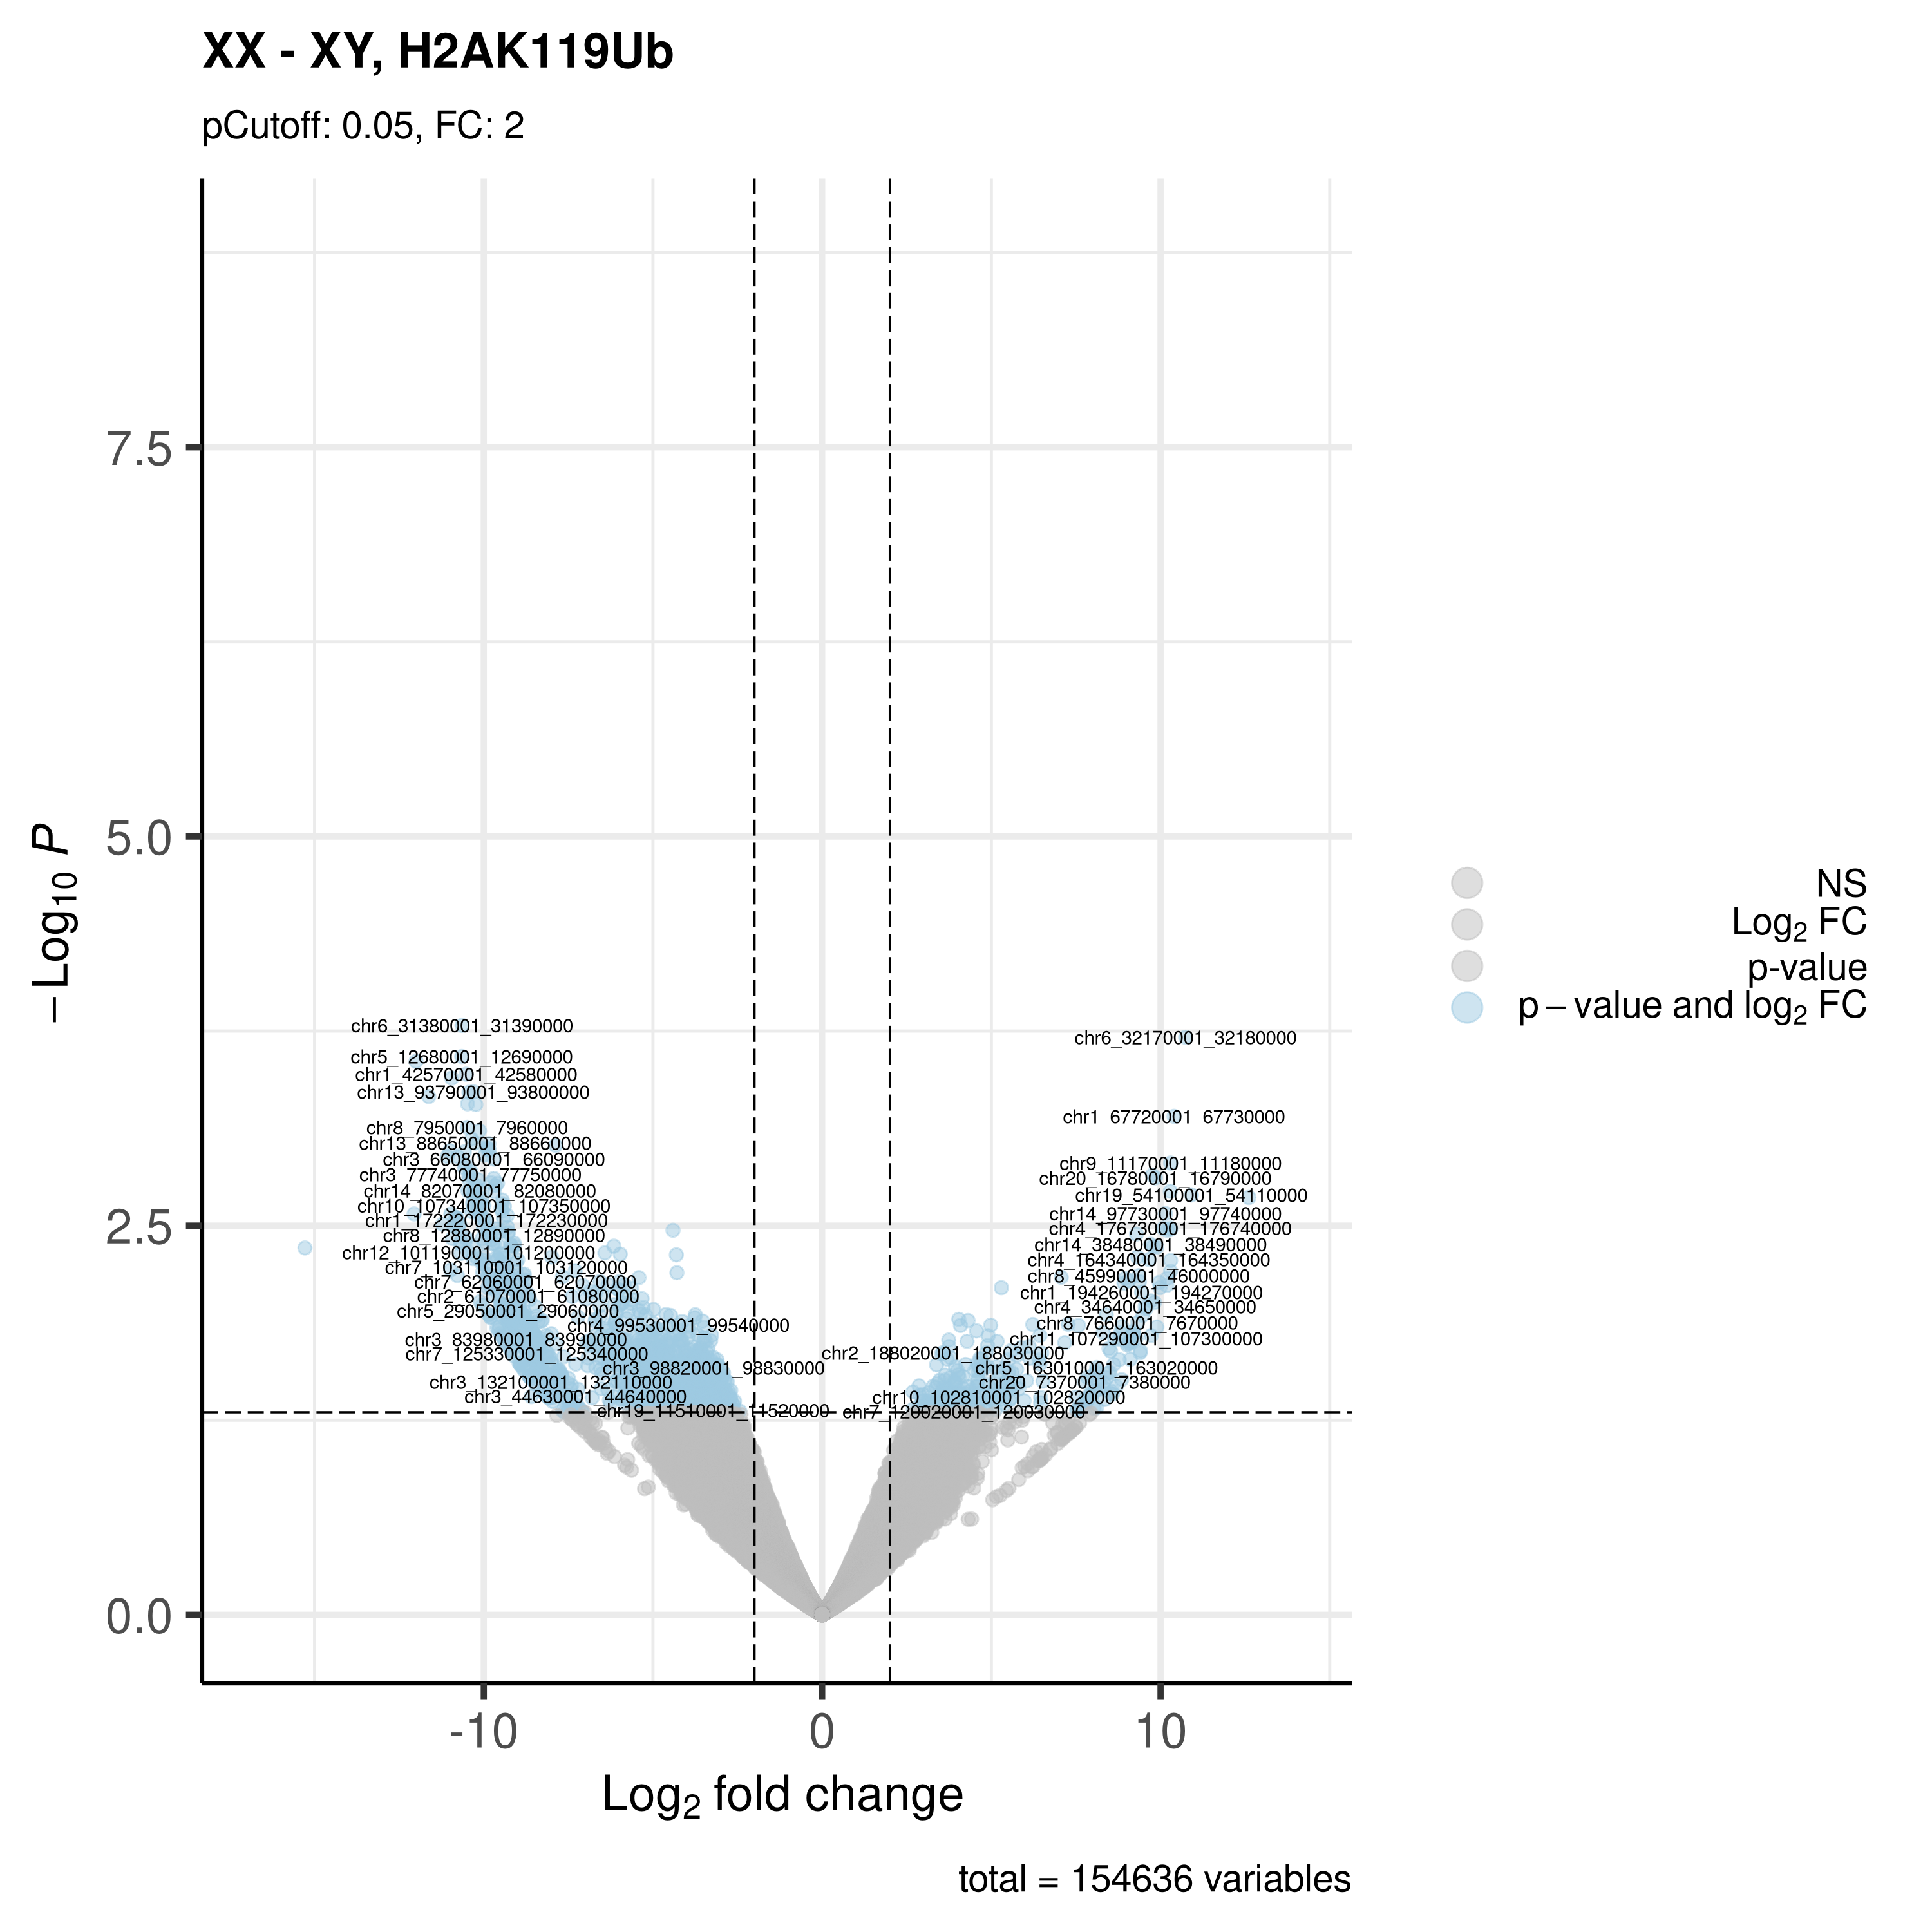 XX - XY, H2AK119Ub
pCutoff: 0.05, FC: 2
7.5
5.0
2.5
0.0
−Log10 P
chr6_31380001_31390000
chr6_32170001_32180000
chr5_12680001_12690000
chr1_42570001_42580000
chr13_93790001_93800000
chr1_67720001_67730000
chr8_7950001_7960000
chr13_88650001_88660000
chr3_66080001_66090000
chr9_11170001_11180000
chr3_77740001_77750000
chr20_16780001_16790000
chr14_82070001_82080000
chr19_54100001_54110000
chr10_107340001_107350000
chr14_97730001_97740000
chr1_172220001_172230000
chr4_176730001_176740000
chr8_12880001_12890000
chr14_38480001_38490000
chr12_101190001_101200000
chr4_164340001_164350000
chr7_103110001_103120000
chr8_45990001_46000000
chr7_62060001_62070000
chr1_194260001_194270000
chr2_61070001_61080000
chr4_34640001_34650000
chr5_29050001_29060000
chr8_7660001_7670000
chr4_99530001_99540000
chr11_107290001_107300000
chr3_83980001_83990000
chr7_125330001_125340000
chr2_188020001_188030000
chr3_98820001_98830000
chr5_163010001_163020000
chr3_132100001_132110000
chr20_7370001_7380000
chr3_44630001_44640000
chr10_102810001_102820000
chr19_11510001_11520000
chr7_120020001_120030000
-10
0
10
Log2 fold change
NS
Log2 FC
p-value
p − value and log2 FC
total = 154636 variables